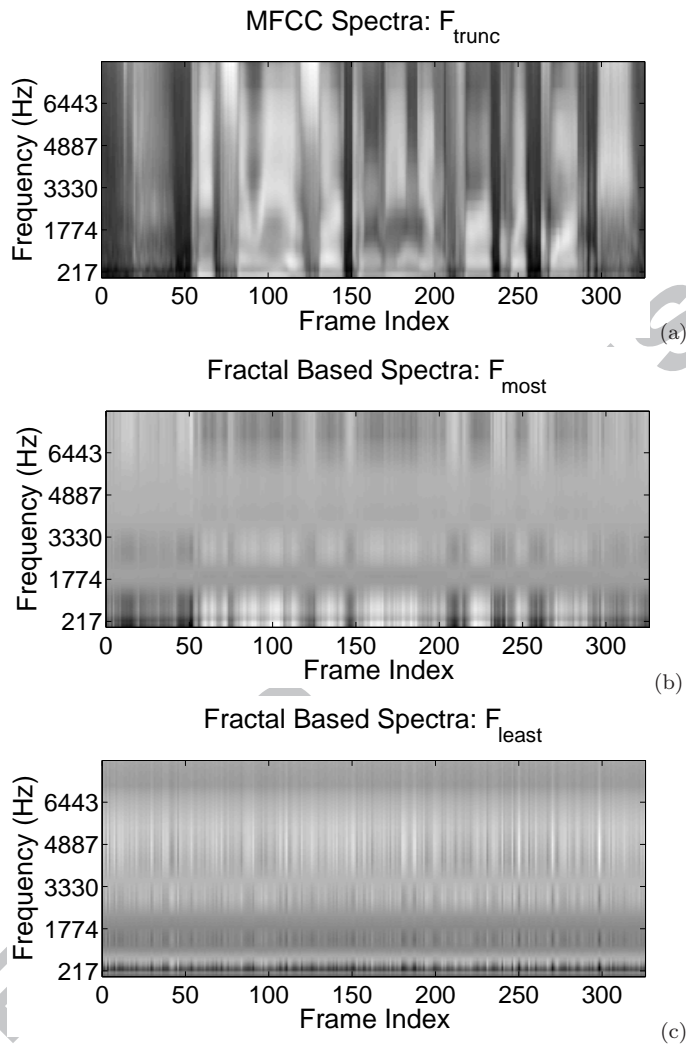 MFCC Spectra: F_trunc
Frequency (Hz)
6443
4887
3330
1774
217
0 50 100 150 200 250 300
Frame Index
(a)
Fractal Based Spectra: F_most
Frequency (Hz)
6443
4887
3330
1774
217
0 50 100 150 200 250 300
Frame Index
(b)
Fractal Based Spectra: F_least
Frequency (Hz)
6443
4887
3330
1774
217
0 50 100 150 200 250 300
Frame Index
(c)